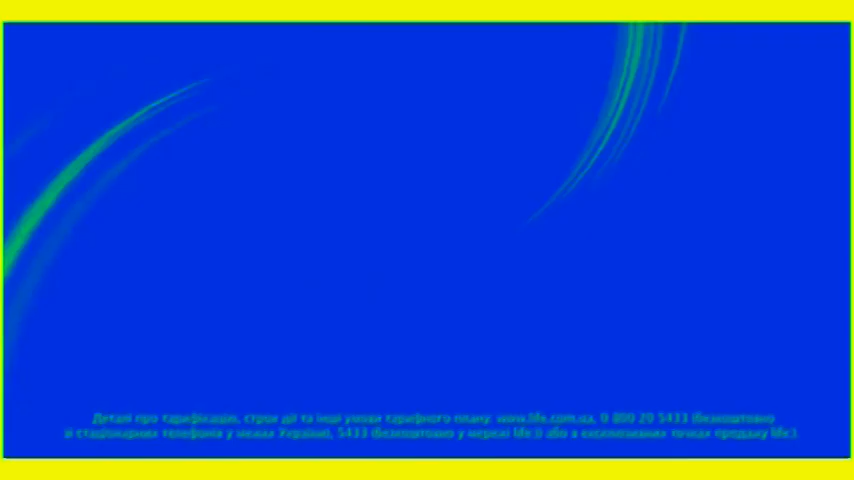 Деталі про тарифікацію, строк дії та інші умови тарифного плану: www.life.com.ua, 0 800 20 5433 (безкоштовно
зі стаціонарних телефонів у межах України), 5433 (безкоштовно у мережі life:)) або в ексклюзивних точках продажу life:).